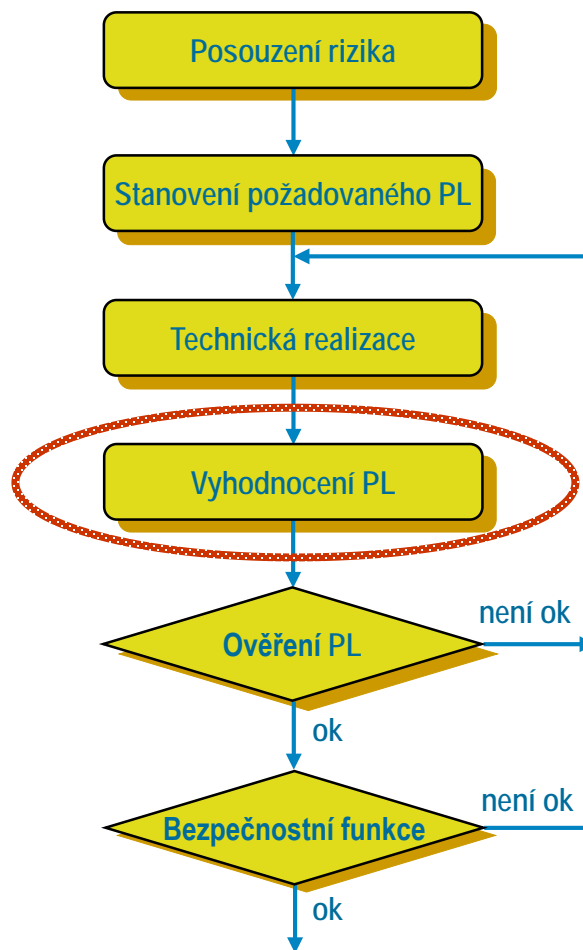 Posouzení rizika
Stanovení požadovaného PL
Technická realizace
Vyhodnocení PL
Ověření PL
není ok
ok
Bezpečnostní funkce
není ok
ok